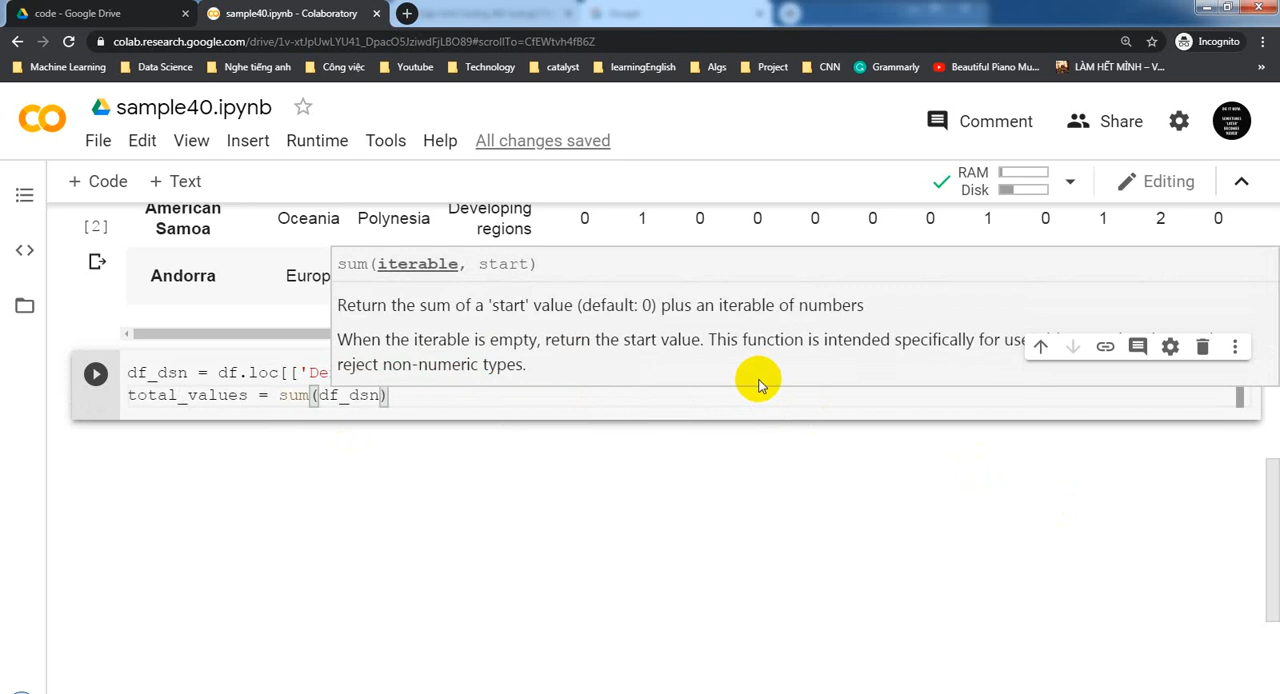 code - Google Drive
sample40.ipynb - Colaboratory
colab.research.google.com/drive/1v-xtJpUwLYU41_DpacO5JziwdFjLBO89#scrollTo=CfEWtvh4fB6Z
Incognito
Machine Learning
Data Science
Nghe tiếng anh
Công việc
Youtube
Technology
catalyst
learningEnglish
Algs
Project
CNN
Grammarly
Beautiful Piano Mu...
LÀM HẾT MÌNH – V...
»
sample40.ipynb
Comment
Share
File Edit View Insert Runtime Tools Help All changes saved
+ Code + Text
RAM
Disk
Editing
[2]
American
Samoa
Oceania
Polynesia
Developing
regions
0 1 0 0 0 0 0 1 0 1 2 0
Andorra
Europ
sum(iterable, start)
Return the sum of a 'start' value (default: 0) plus an iterable of numbers
When the iterable is empty, return the start value. This function is intended specifically for use
reject non-numeric types.
df_dsn = df.loc[['De
total_values = sum(df_dsn)